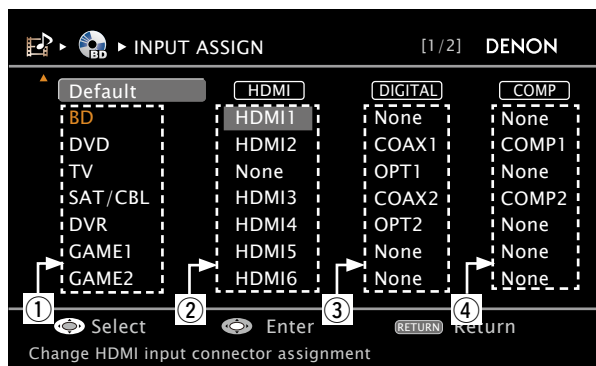 BD INPUT ASSIGN [1/2] DENON
Default HDMI DIGITAL COMP
BD HDMI1 None None
DVD HDMI2 COAX1 COMP1
TV None OPT1 None
SAT/CBL HDMI3 COAX2 COMP2
DVR HDMI4 OPT2 None
GAME1 HDMI5 None None
GAME2 HDMI6 None None
1 2 3 4
Select Enter RETURN Return
Change HDMI input connector assignment